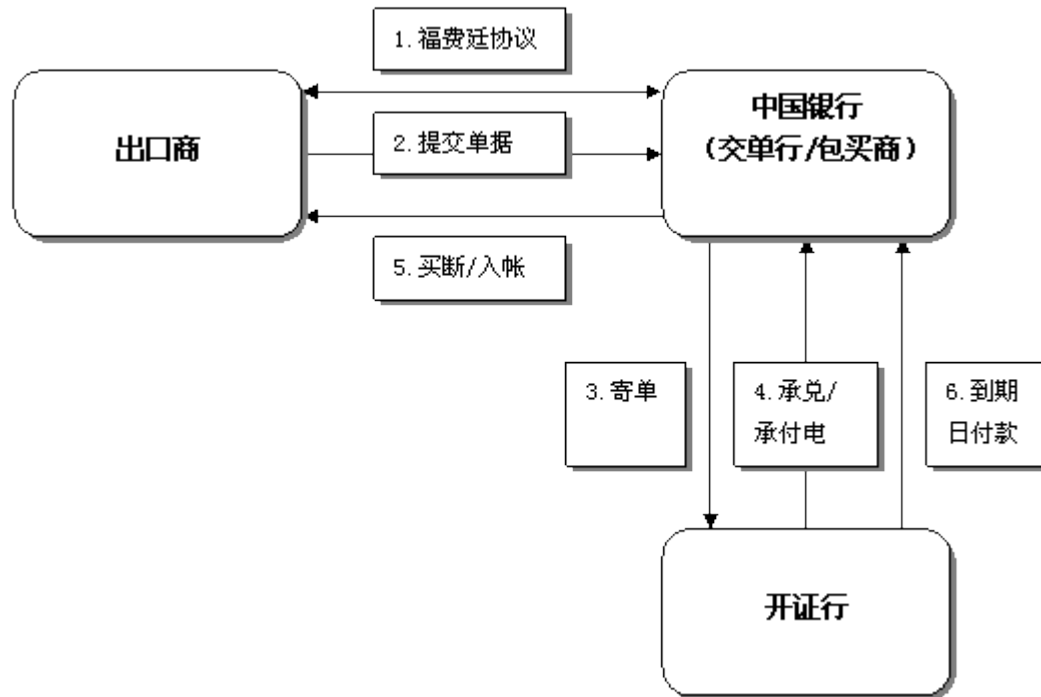 1.福费廷协议
出口商
中国银行
（交单行/包买商）
2.提交单据
5.买断/入帐
3.寄单
4.承兑/
承付电
6.到期
日付款
开证行